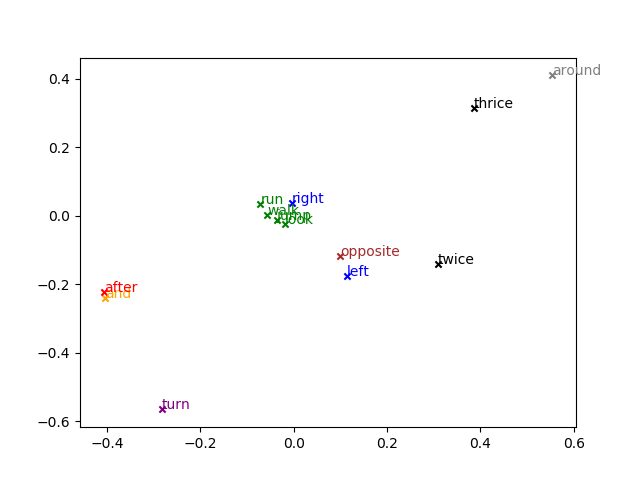 around
0.4
thrice
0.2
run
right
walk
jump
look
0.0
opposite
twice
left
after
and
−0.2
−0.4
turn
−0.6
−0.4
−0.2
0.0
0.2
0.4
0.6